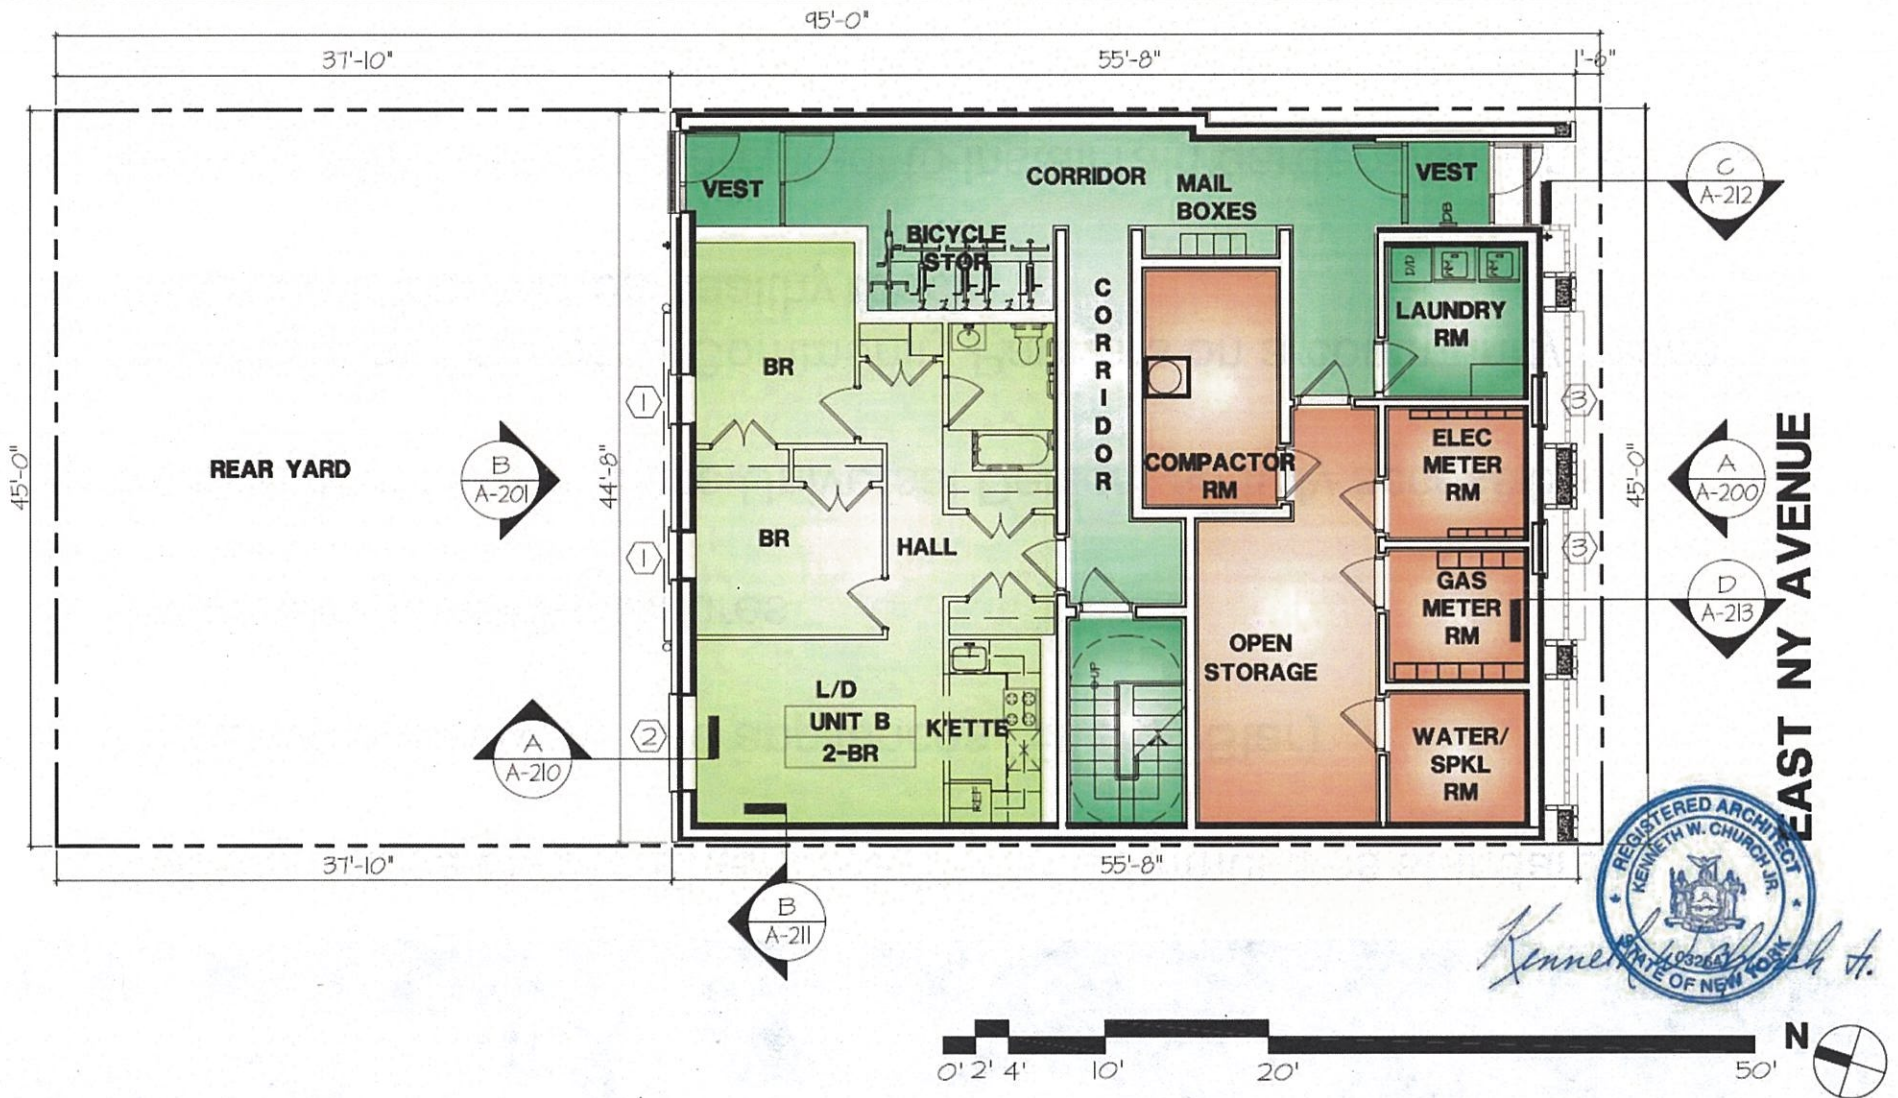 95'-0"
37'-10"
55'-8"
1'-6"
VEST
CORRIDOR
MAIL
BOXES
VEST
C
A-212
BICYCLE
STOR
CORRIDOR
LAUNDRY
RM
BR
1
3
ELEC
METER
RM
COMPACTOR
RM
REAR YARD
B
A-201
45'-0"
44'-8"
45'-0"
A
A-200
EAST NY AVENUE
BR
HALL
1
3
GAS
METER
RM
D
A-213
OPEN
STORAGE
UP
L/D
UNIT B
2-BR
K'ETTE
REF
2
A
A-210
WATER/
SPKL
RM
37'-10"
55'-8"
B
A-211
REGISTERED ARCHITECT
KENNETH W. CHURCH JR.
STATE OF NEW YORK
0' 2' 4' 10' 20' 50'
N